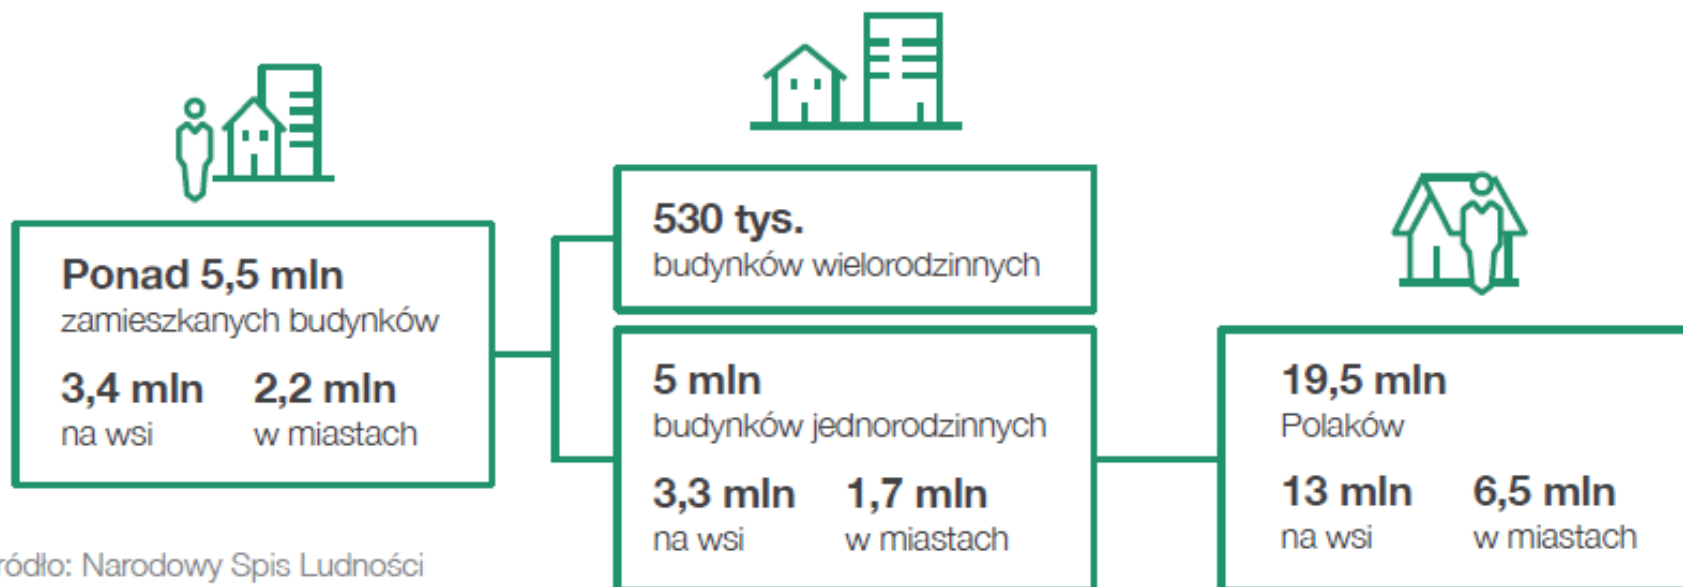 Ponad 5,5 mln
zamieszkanych budynków
3,4 mln 2,2 mln
na wsi w miastach
530 tys.
budynków wielorodzinnych
5 mln
budynków jednorodzinnych
3,3 mln 1,7 mln
na wsi w miastach
19,5 mln
Polaków
13 mln 6,5 mln
na wsi w miastach
ródło: Narodowy Spis Ludności